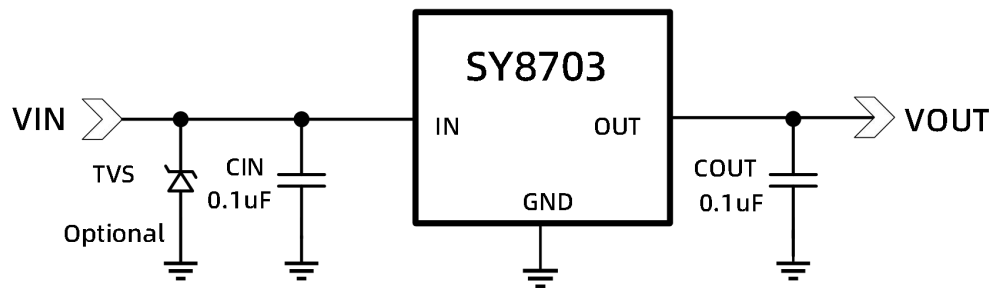 SY8703
VIN
IN
OUT
VOUT
TVS
CIN
0.1uF
COUT
0.1uF
GND
Optional